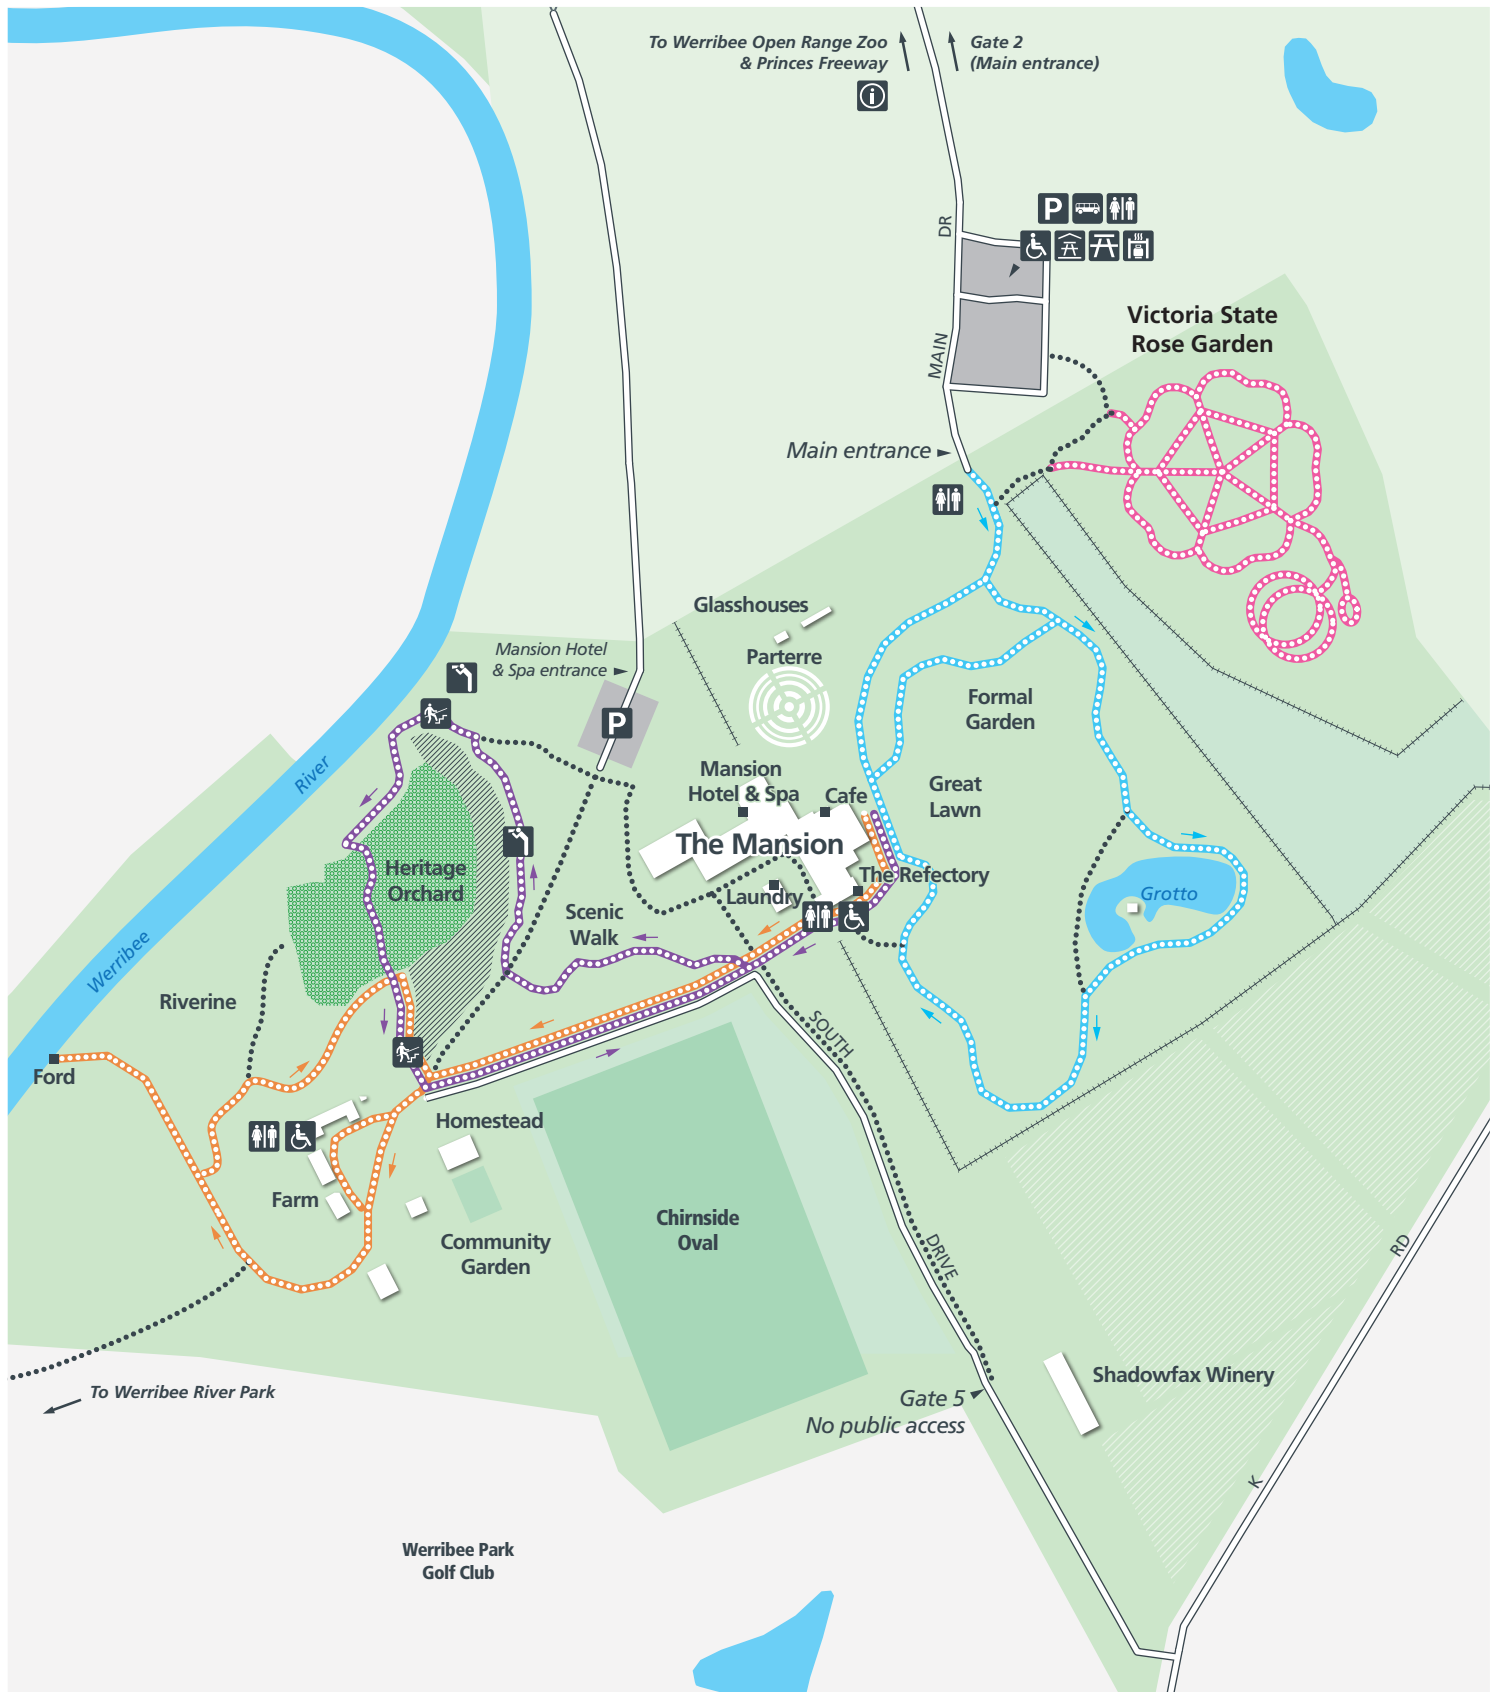 To Werribee Open Range Zoo
& Princes Freeway
Gate 2
(Main entrance)
i
P
DR
MAIN
Victoria State
Rose Garden
Main entrance
Glasshouses
Parterre
Mansion Hotel
& Spa entrance
P
Formal
Garden
Mansion
Hotel & Spa
Cafe
Great
Lawn
The Mansion
River
Heritage
Orchard
The Refectory
Laundry
Grotto
Scenic
Walk
Werribee
Riverine
SOUTH
Ford
Homestead
Farm
Chirnside
Oval
Community
Garden
DRIVE
RD
To Werribee River Park
Shadowfax Winery
Gate 5
No public access
K
Werribee Park
Golf Club